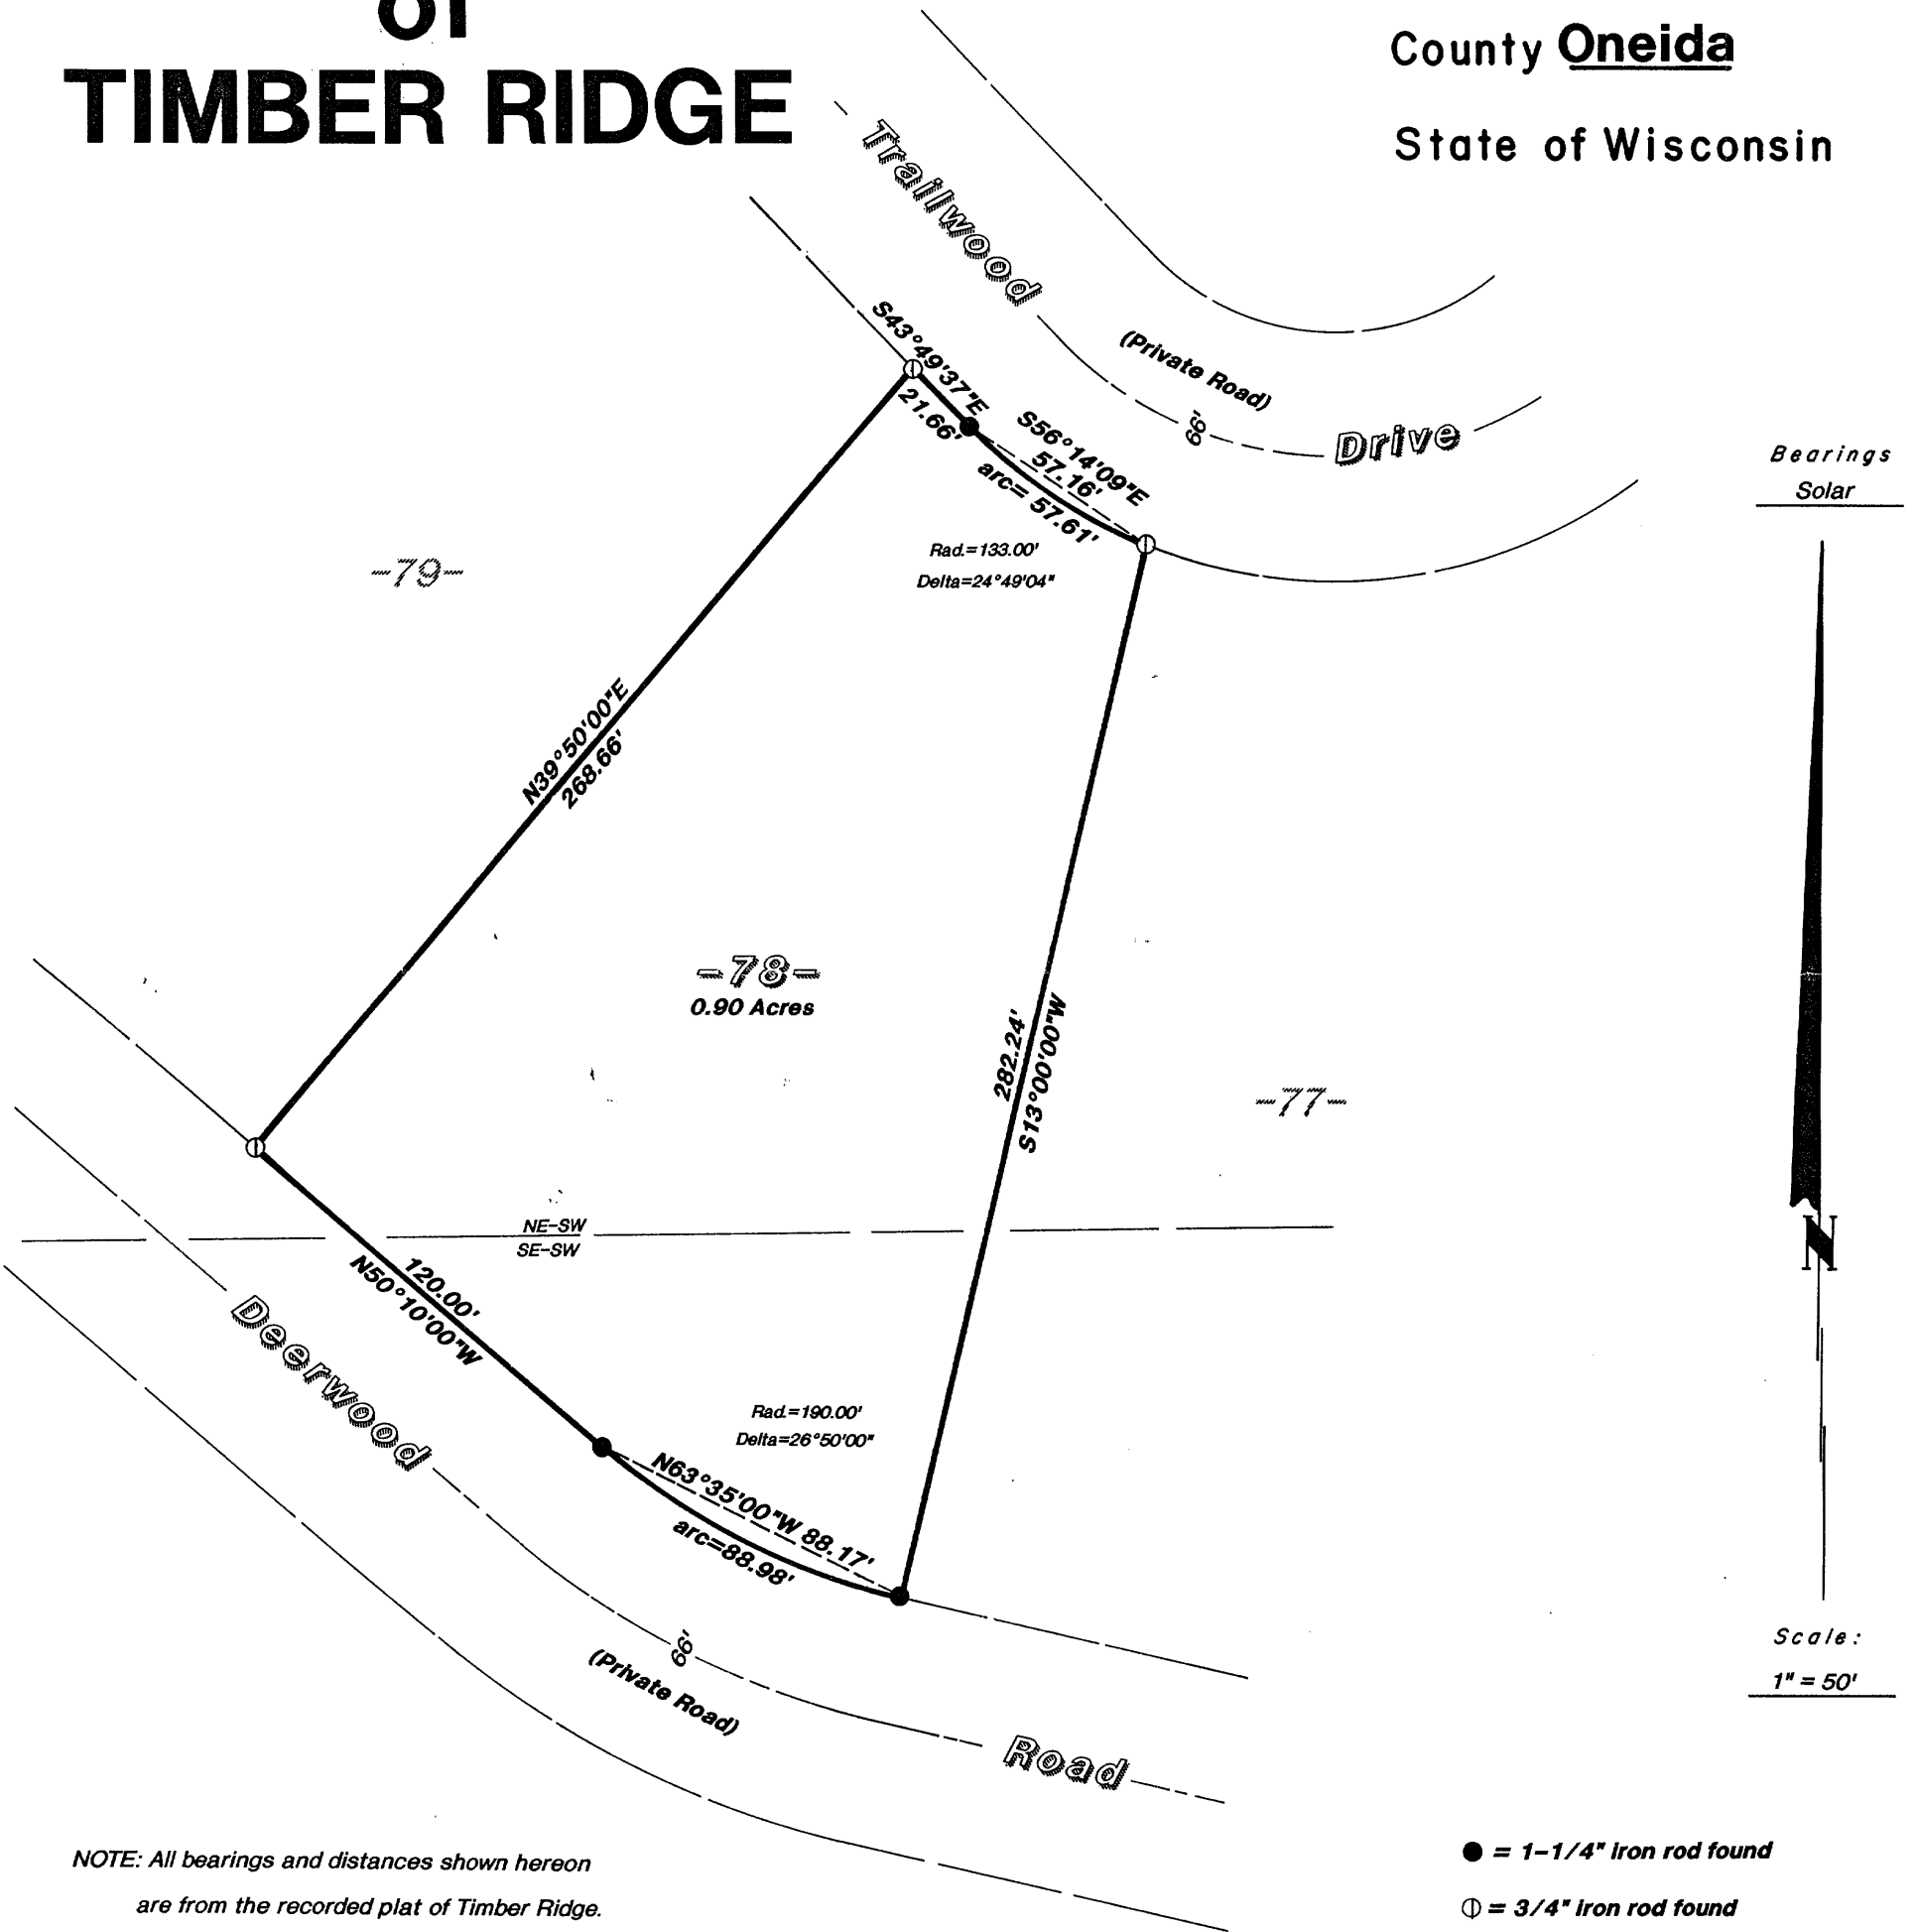 of
TIMBER RIDGE
County Oneida
State of Wisconsin
Trailwood
(Private Road)
66'
Drive
S43°49'37"E
21.66'
S56°14'09"E
57.16'
arc= 57.61'
Rad.=133.00'
Delta=24°49'04"
Bearings
Solar
-79-
N39°50'00"E
268.66'
-78-
0.90 Acres
282.24'
S13°00'00"W
-77-
NE-SW
SE-SW
N
120.00'
N50°10'00"W
Deerwood
Rad.=190.00'
Delta=26°50'00"
N63°35'00"W 88.17'
arc=88.98'
66'
(Private Road)
Road
Scale:
1" = 50'
NOTE: All bearings and distances shown hereon
are from the recorded plat of Timber Ridge.
= 1-1/4" iron rod found
= 3/4" iron rod found